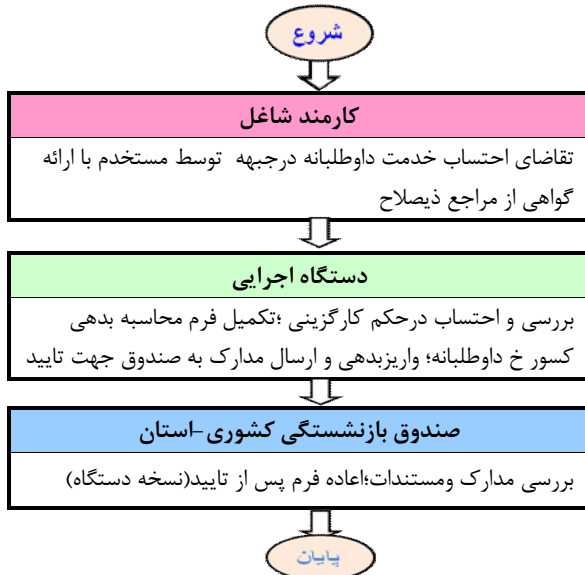 شروع
کارمند شاغل
تقاضای احتساب خدمت داوطلبانه درجبهه توسط مستخدم با ارائه
گواهی از مراجع ذیصلاح
دستگاه اجرایی
بررسی و احتساب درحکم کارگزینی ؛تکمیل فرم محاسبه بدهی
کسور خ داوطلبانه؛ واریزبدهی و ارسال مدارک به صندوق جهت تایید
صندوق بازنشستگی کشوری-استان
بررسی مدارک ومستندات؛اعاده فرم پس از تایید(نسخه دستگاه)
پایان